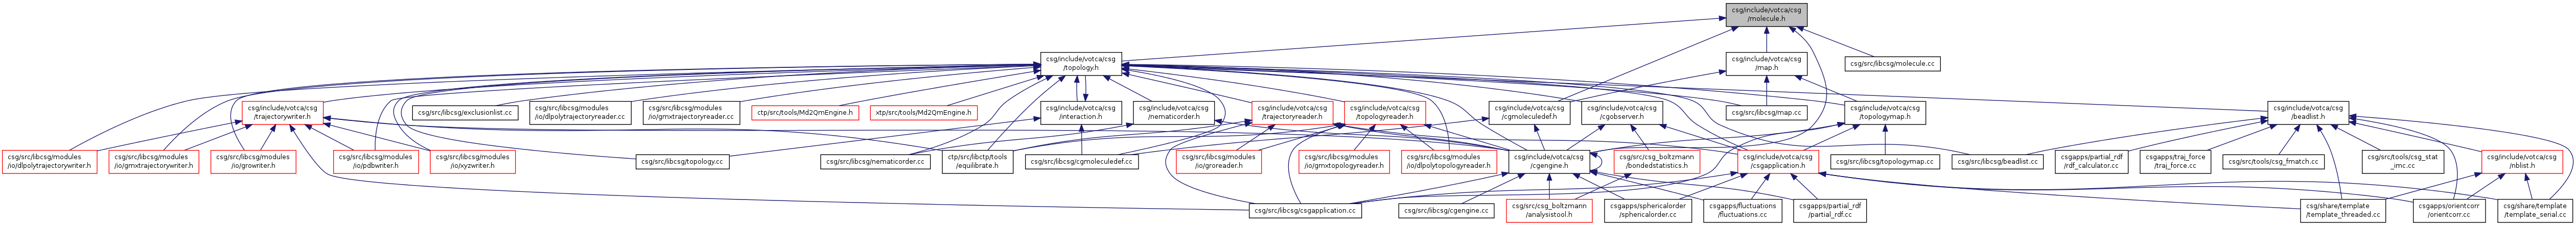 csg/include/votca/csg
/molecule.h
csg/include/votca/csg
/topology.h
csg/include/votca/csg
/map.h
csg/src/libcsg/molecule.cc
csg/include/votca/csg
/trajectorywriter.h
csg/src/libcsg/exclusionlist.cc
csg/src/libcsg/modules
/io/dlpolytrajectoryreader.cc
csg/src/libcsg/modules
/io/gmxtrajectoryreader.cc
ctp/src/tools/Md2QmEngine.h
xtp/src/tools/Md2QmEngine.h
csg/include/votca/csg
/interaction.h
csg/include/votca/csg
/nematicorder.h
csg/include/votca/csg
/trajectoryreader.h
csg/include/votca/csg
/topologyreader.h
csg/include/votca/csg
/cgmoleculedef.h
csg/include/votca/csg
/cgobserver.h
csg/src/libcsg/map.cc
csg/include/votca/csg
/topologymap.h
csg/include/votca/csg
/beadlist.h
csg/src/libcsg/modules
/io/dlpolytrajectorywriter.h
csg/src/libcsg/modules
/io/gmxtrajectorywriter.h
csg/src/libcsg/modules
/io/growriter.h
csg/src/libcsg/modules
/io/pdbwriter.h
csg/src/libcsg/modules
/io/xyzwriter.h
csg/src/libcsg/topology.cc
csg/src/libcsg/nematicorder.cc
ctp/src/libctp/tools
/equilibrate.h
csg/src/libcsg/cgmoleculedef.cc
csg/src/libcsg/modules
/io/groreader.h
csg/src/libcsg/modules
/io/gmxtopologyreader.h
csg/src/libcsg/modules
/io/dlpolytopologyreader.h
csg/include/votca/csg
/cgengine.h
csg/src/csg_boltzmann
/bondedstatistics.h
csg/include/votca/csg
/csgapplication.h
csg/src/libcsg/topologymap.cc
csg/src/libcsg/beadlist.cc
csgapps/partial_rdf
/rdf_calculator.cc
csgapps/traj_force
/traj_force.cc
csg/src/tools/csg_fmatch.cc
csg/src/tools/csg_stat
_imc.cc
csg/include/votca/csg
/nblist.h
csg/src/libcsg/csgapplication.cc
csg/src/libcsg/cgengine.cc
csg/src/csg_boltzmann
/analysistool.h
csgapps/sphericalorder
/sphericalorder.cc
csgapps/fluctuations
/fluctuations.cc
csgapps/partial_rdf
/partial_rdf.cc
csg/share/template
/template_threaded.cc
csgapps/orientcorr
/orientcorr.cc
csg/share/template
/template_serial.cc